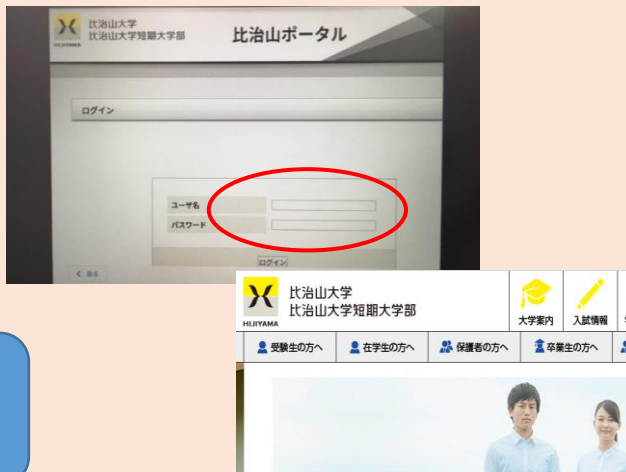 比治山大学
比治山大学短期大学部
HIJIYAMA
比治山ポータル
ログイン
ユーザ名
パスワード
ログイン
< 戻る
比治山大学
比治山大学短期大学部
HIJIYAMA
大学案内
入試情報
受験生の方へ
在学生の方へ
保護者の方へ
卒業生の方へ